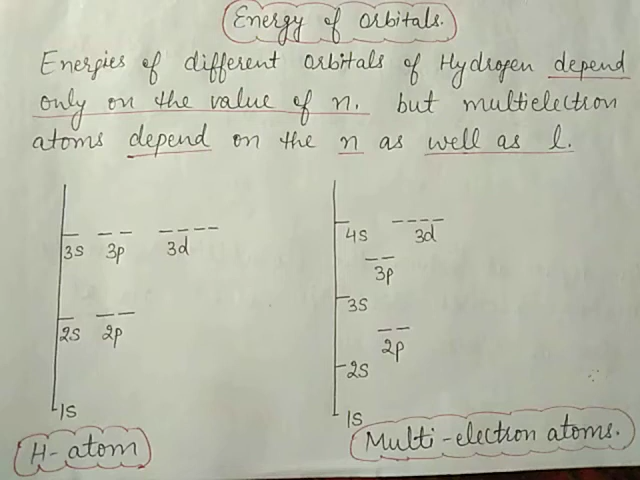 Energy of orbitals.
Energies of different orbitals of Hydrogen depend
only on the value of n. but multielectron
atoms depend on the n as well as l.
3s 3p 3d
2s 2p
1s
H-atom
4s 3d
3p
3s
2p
2s
1s
Multi-electron atoms.